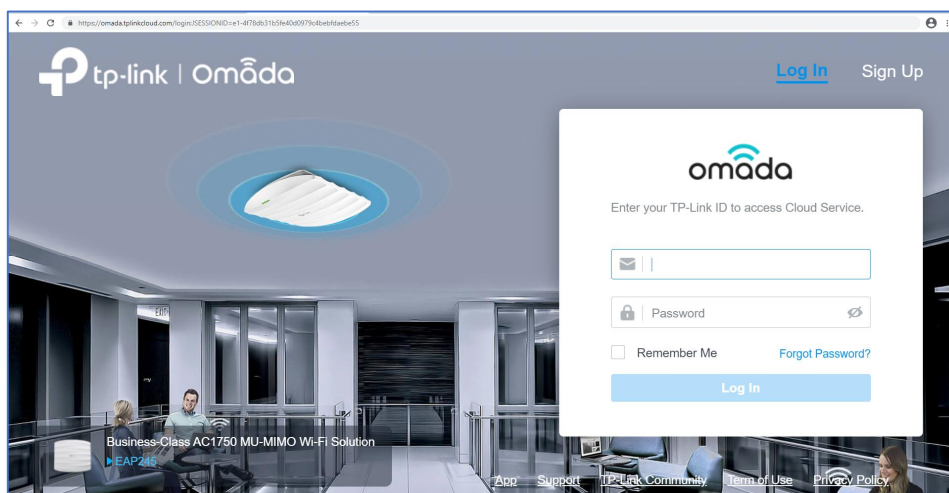 https://omada.tplinkcloud.com/login;JSESSIONID=e1-4f78db31b5fe40d0979c4bebfdaebe55
tp-link | Omada
Log In Sign Up
omada
Enter your TP-Link ID to access Cloud Service.
Password
Remember Me Forgot Password?
Log In
EXIT
Business-Class AC1750 MU-MIMO Wi-Fi Solution
EAP245
App Support TP-Link Community Term of Use Privacy Policy